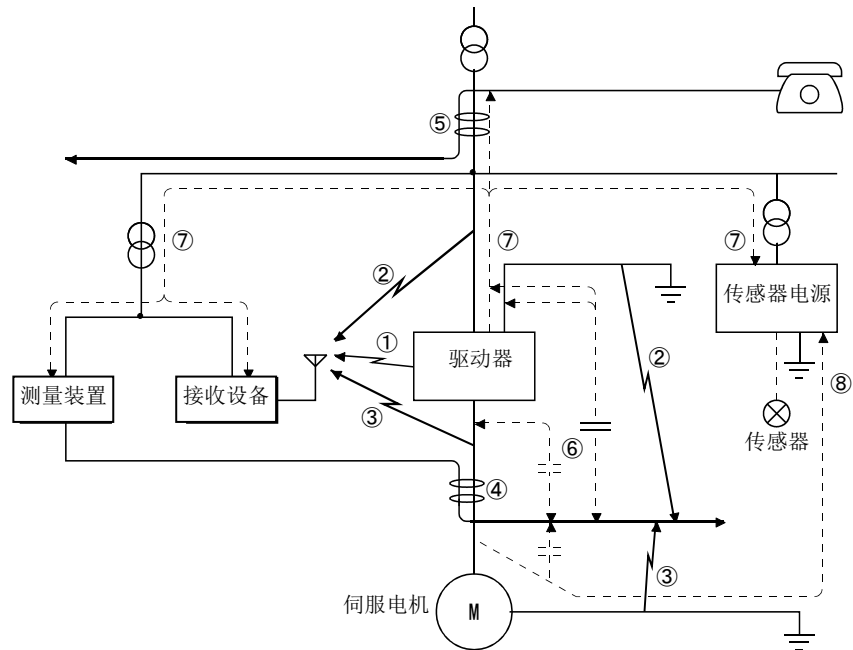 ⑤
⑦
⑦
⑦
②
传感器电源
①
驱动器
②
测量装置
接收设备
③
⑧
传感器
⑥
④
③
伺服电机
M